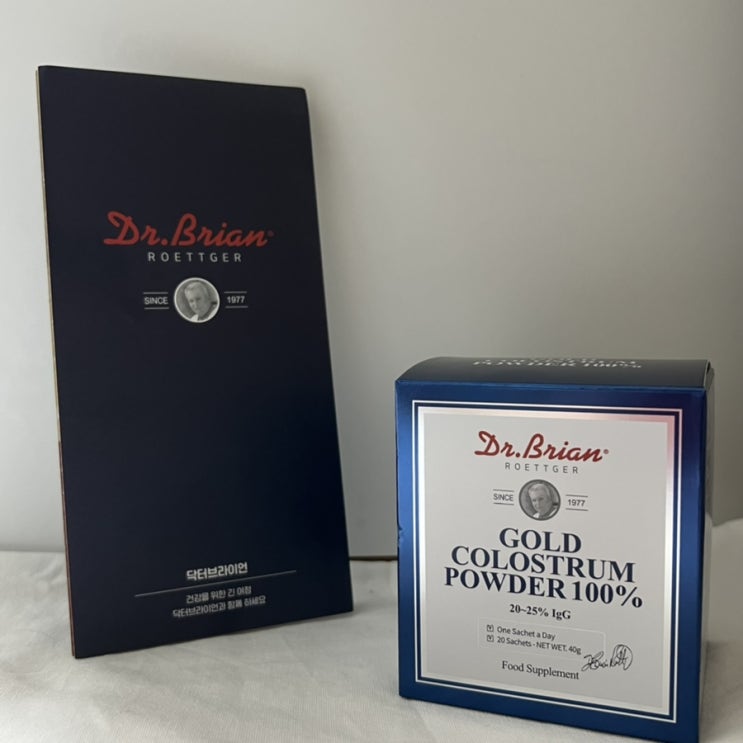 Dr.Brian®
ROETTGER
SINCE 1977
닥터브라이언
건강을 위한 긴 여정
닥터브라이언과 함께 하세요
POWDER 100%
Dr.Brian®
ROETTGER
SINCE 1977
GOLD
COLOSTRUM
POWDER 100%
20~25% IgG
One Sachet a Day
20 Sachets - NET WET. 40g
Food Supplement